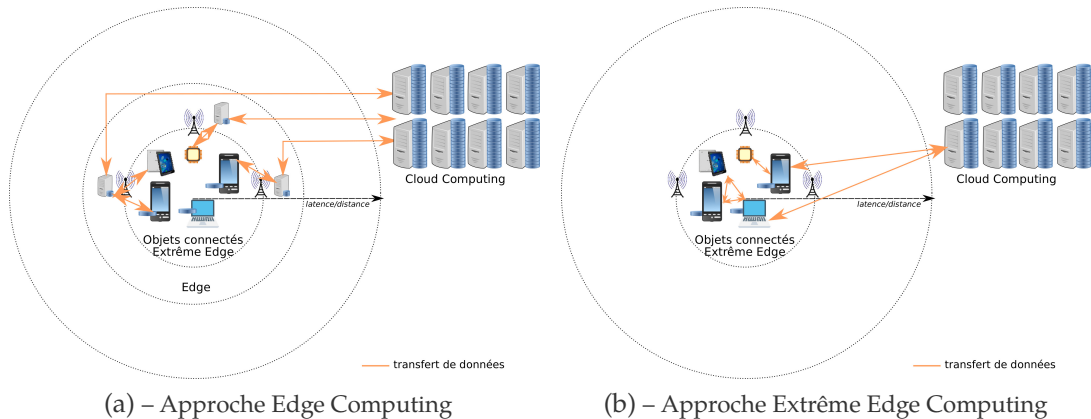 Cloud Computing
latence/distance
Objets connectés
Extrême Edge
Edge
transfert de données
(a) – Approche Edge Computing
Cloud Computing
latence/distance
Objets connectés
Extrême Edge
transfert de données
(b) – Approche Extrême Edge Computing